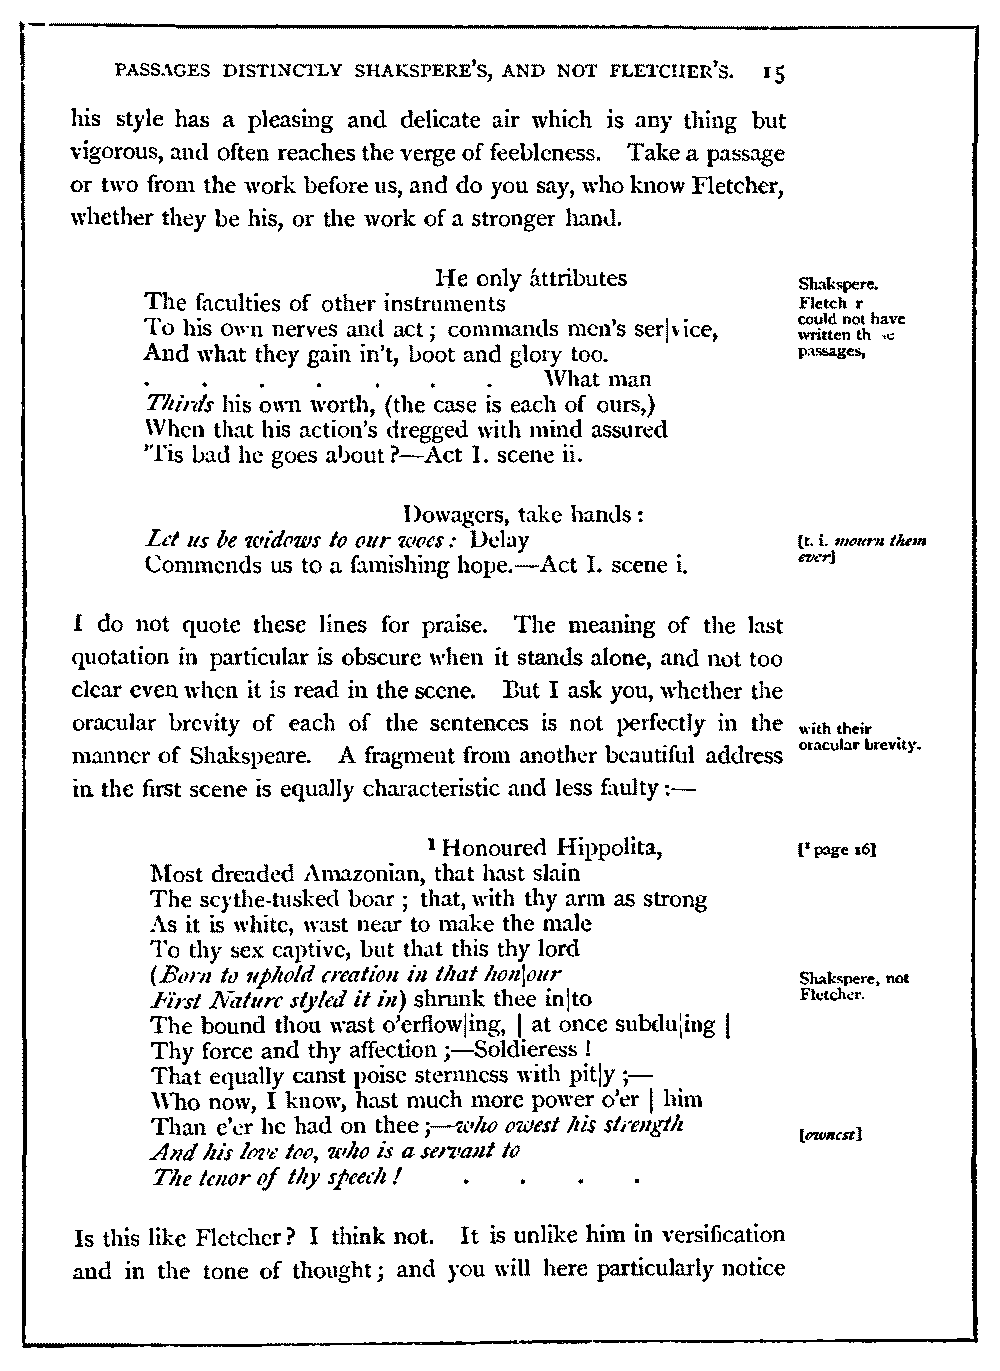 PASSAGES DISTINCTLY SHAKSPERE'S, AND NOT FLETCHER'S. 15
his style has a pleasing and delicate air which is any thing but
vigorous, and often reaches the verge of feebleness. Take a passage
or two from the work before us, and do you say, who know Fletcher,
whether they be his, or the work of a stronger hand.
He only áttributes
The faculties of other instruments
To his own nerves and act; commands men's ser|vice,
And what they gain in't, boot and glory too.
. . . . . . . What man
Thirds his own worth, (the case is each of ours,)
When that his action's dregged with mind assured
'Tis bad he goes about?—Act I. scene ii.
Shakspere.
Fletch r
could not have
written th se
passages,
Dowagers, take hands:
Let us be widows to our woes: Delay
Commends us to a famishing hope.—Act I. scene i.
[t. i. mourn them
ever]
I do not quote these lines for praise. The meaning of the last
quotation in particular is obscure when it stands alone, and not too
clear even when it is read in the scene. But I ask you, whether the
oracular brevity of each of the sentences is not perfectly in the
manner of Shakspeare. A fragment from another beautiful address
in the first scene is equally characteristic and less faulty:—
with their
oracular brevity.
¹ Honoured Hippolita,
Most dreaded Amazonian, that hast slain
The scythe-tusked boar; that, with thy arm as strong
As it is white, wast near to make the male
To thy sex captive, but that this thy lord
(Born to uphold creation in that hon|our
First Nature styled it in) shrunk thee in|to
The bound thou wast o'erflow|ing, | at once subdu|ing |
Thy force and thy affection;—Soldieress!
That equally canst poise sternness with pit|y;—
Who now, I know, hast much more power o'er | him
Than e'er he had on thee;—who owest his strength
And his love too, who is a servant to
The tenor of thy speech! . . . .
[¹ page 16]
Shakspere, not
Fletcher.
[ownest]
Is this like Fletcher? I think not. It is unlike him in versification
and in the tone of thought; and you will here particularly notice